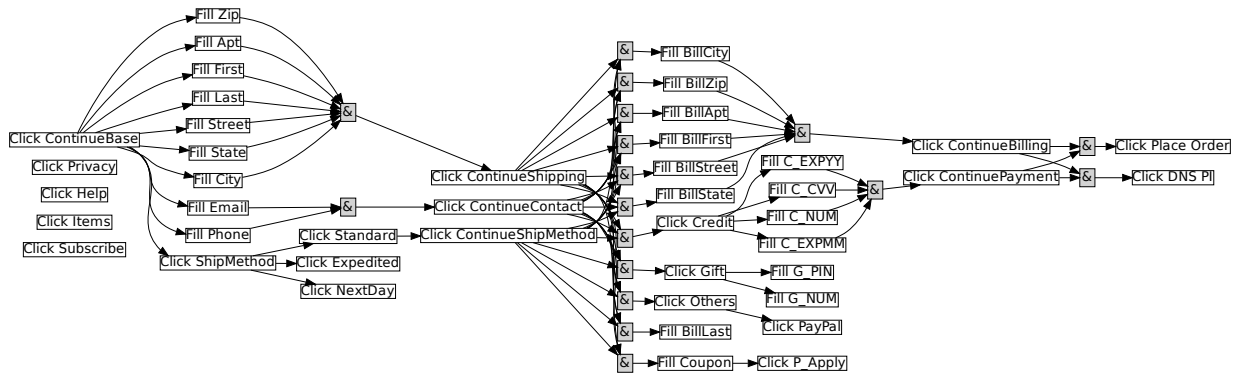 Fill Zip
Fill Apt
Fill First
Fill Last
Fill Street
Fill State
Fill City
Fill Email
Fill Phone
Click ContinueBase
Click Privacy
Click Help
Click Items
Click Subscribe
Click ShipMethod
Click Standard
Click Expedited
Click NextDay
&
&
Click ContinueShipping
Click ContinueContact
Click ContinueShipMethod
&
&
&
&
&
&
&
&
&
&
&
Fill BillCity
Fill BillZip
Fill BillApt
Fill BillFirst
Fill BillStreet
Fill BillState
Click Credit
Click Gift
Click Others
Fill BillLast
Fill Coupon
&
Fill C_EXPYY
Fill C_CVV
Fill C_NUM
Fill C_EXPMM
Fill G_PIN
Fill G_NUM
Click PayPal
Click P_Apply
&
Click ContinueBilling
Click ContinuePayment
&
&
Click Place Order
Click DNS PI